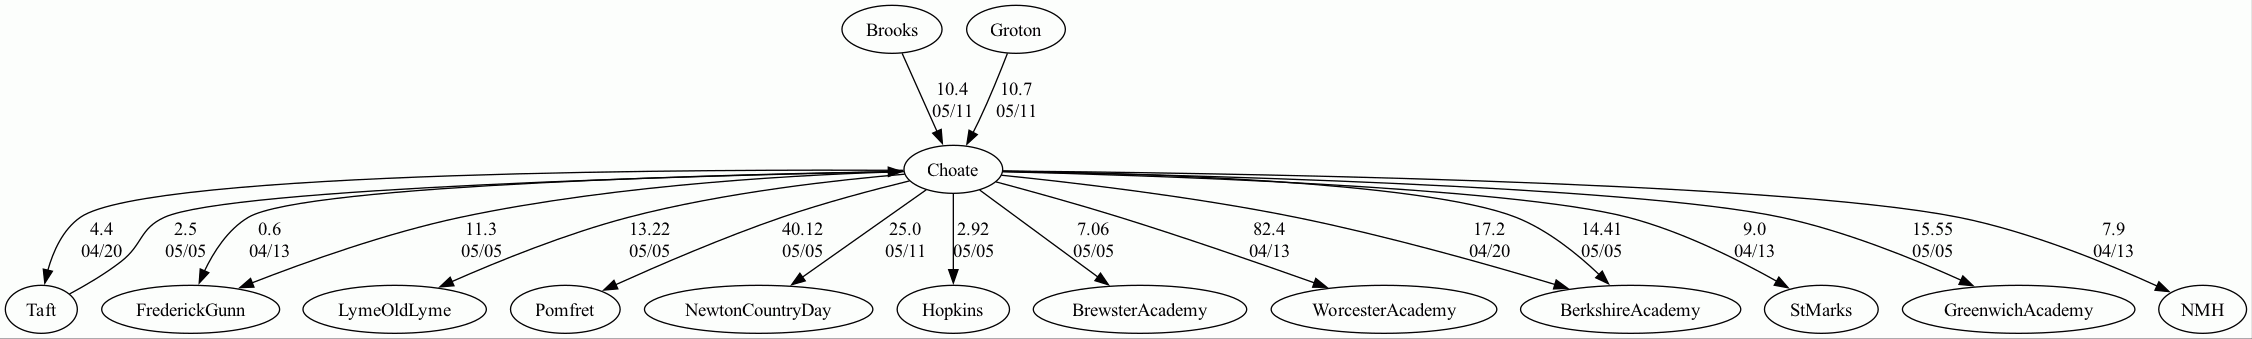 Brooks
Groton
10.4
05/11
10.7
05/11
Choate
4.4
04/20
2.5
05/05
0.6
04/13
11.3
05/05
13.22
05/05
40.12
05/05
25.0
05/11
2.92
05/05
7.06
05/05
82.4
04/13
17.2
04/20
14.41
05/05
9.0
04/13
15.55
05/05
7.9
04/13
Taft
FrederickGunn
LymeOldLyme
Pomfret
NewtonCountryDay
Hopkins
BrewsterAcademy
WorcesterAcademy
BerkshireAcademy
StMarks
GreenwichAcademy
NMH